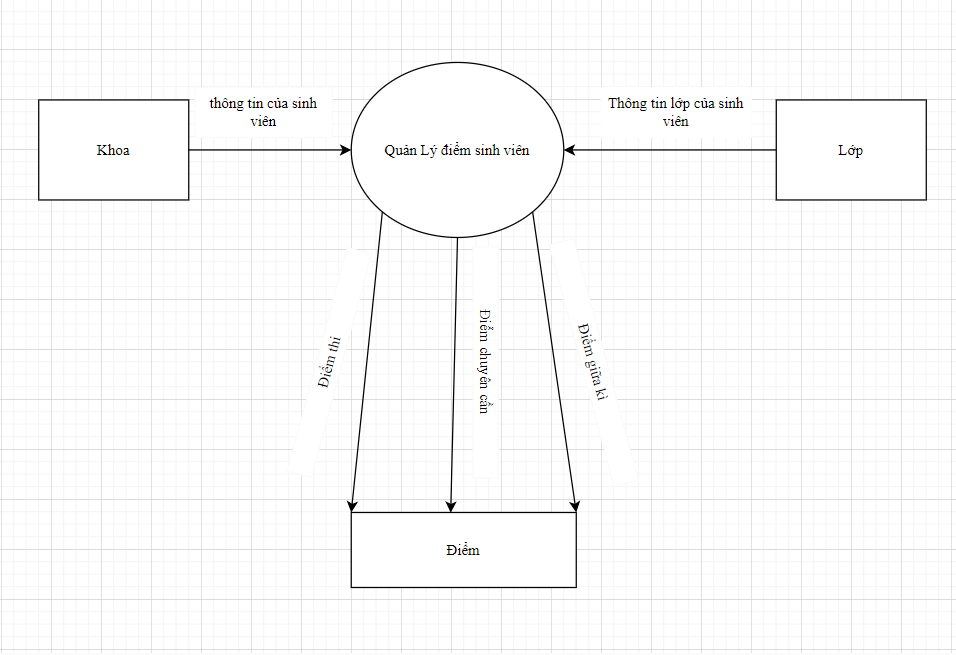 thông tin của sinh
viên
Thông tin lớp của sinh
viên
Khoa
Quản Lý điểm sinh viên
Lớp
Điểm thi
Điểm chuyên cần
Điểm giữa kì
Điểm